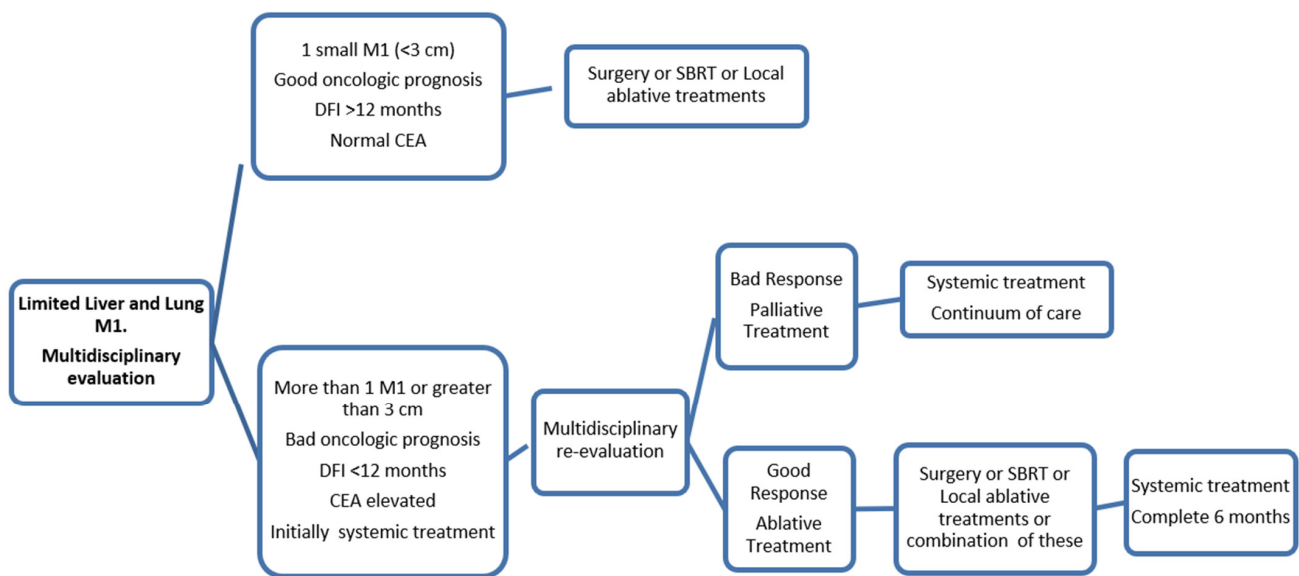 1 small M1 (<3 cm)
Good oncologic prognosis
DFI >12 months
Normal CEA
Surgery or SBRT or Local
ablative treatments
Limited Liver and Lung
M1.
Multidisciplinary
evaluation
More than 1 M1 or greater
than 3 cm
Bad oncologic prognosis
DFI <12 months
CEA elevated
Initially systemic treatment
Multidisciplinary
re-evaluation
Bad Response
Palliative
Treatment
Systemic treatment
Continuum of care
Good
Response
Ablative
Treatment
Surgery or SBRT or
Local ablative
treatments or
combination of these
Systemic treatment
Complete 6 months